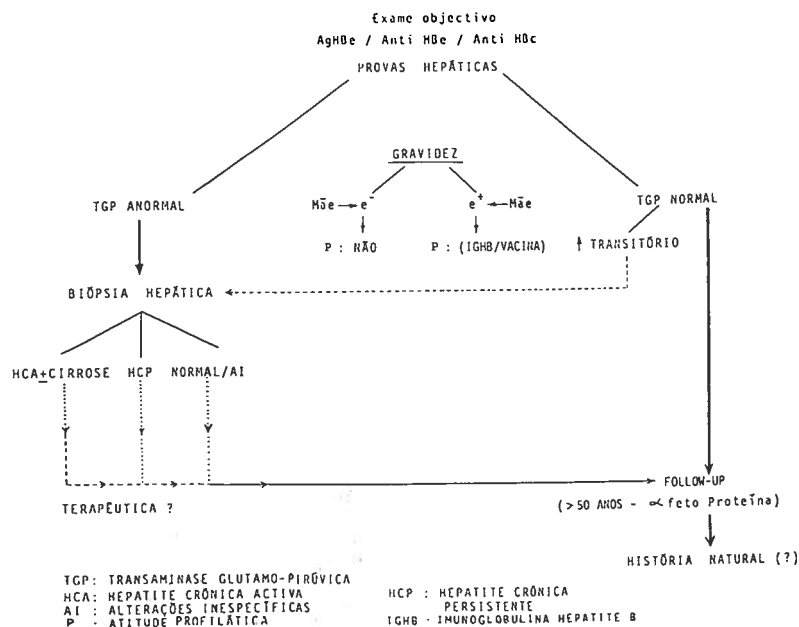 Exame objectivo
AgHBe / Anti HBe / Anti HBc
PROVAS HEPÁTICAS
GRAVIDEZ
TGP ANORMAL
Mãe e-
e+ Mãe
TGP NORMAL
P : NÃO
P : (IGHB/VACINA)
↑ TRANSITÓRIO
BIÓPSIA HEPÁTICA
HCA±CIRROSE HCP NORMAL/AI
TERAPÊUTICA ?
FOLLOW-UP
(>50 ANOS - α feto Proteína)
HISTÓRIA NATURAL (?)
TGP: TRANSAMINASE GLUTAMO-PIRÚVICA
HCA: HEPATITE CRÓNICA ACTIVA
AI : ALTERAÇÕES INESPECÍFICAS
P : ATITUDE PROFILÁTICA
HCP : HEPATITE CRÓNICA
PERSISTENTE
IGHB - IMUNOGLOBULINA HEPATITE B